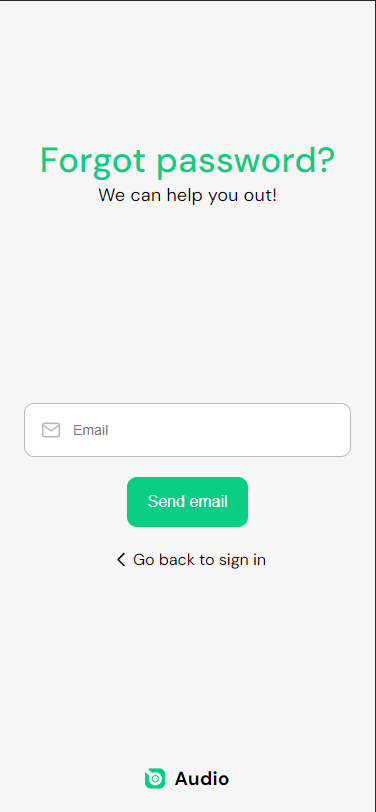 Forgot password?
We can help you out!
Email
Send email
Go back to sign in
Audio